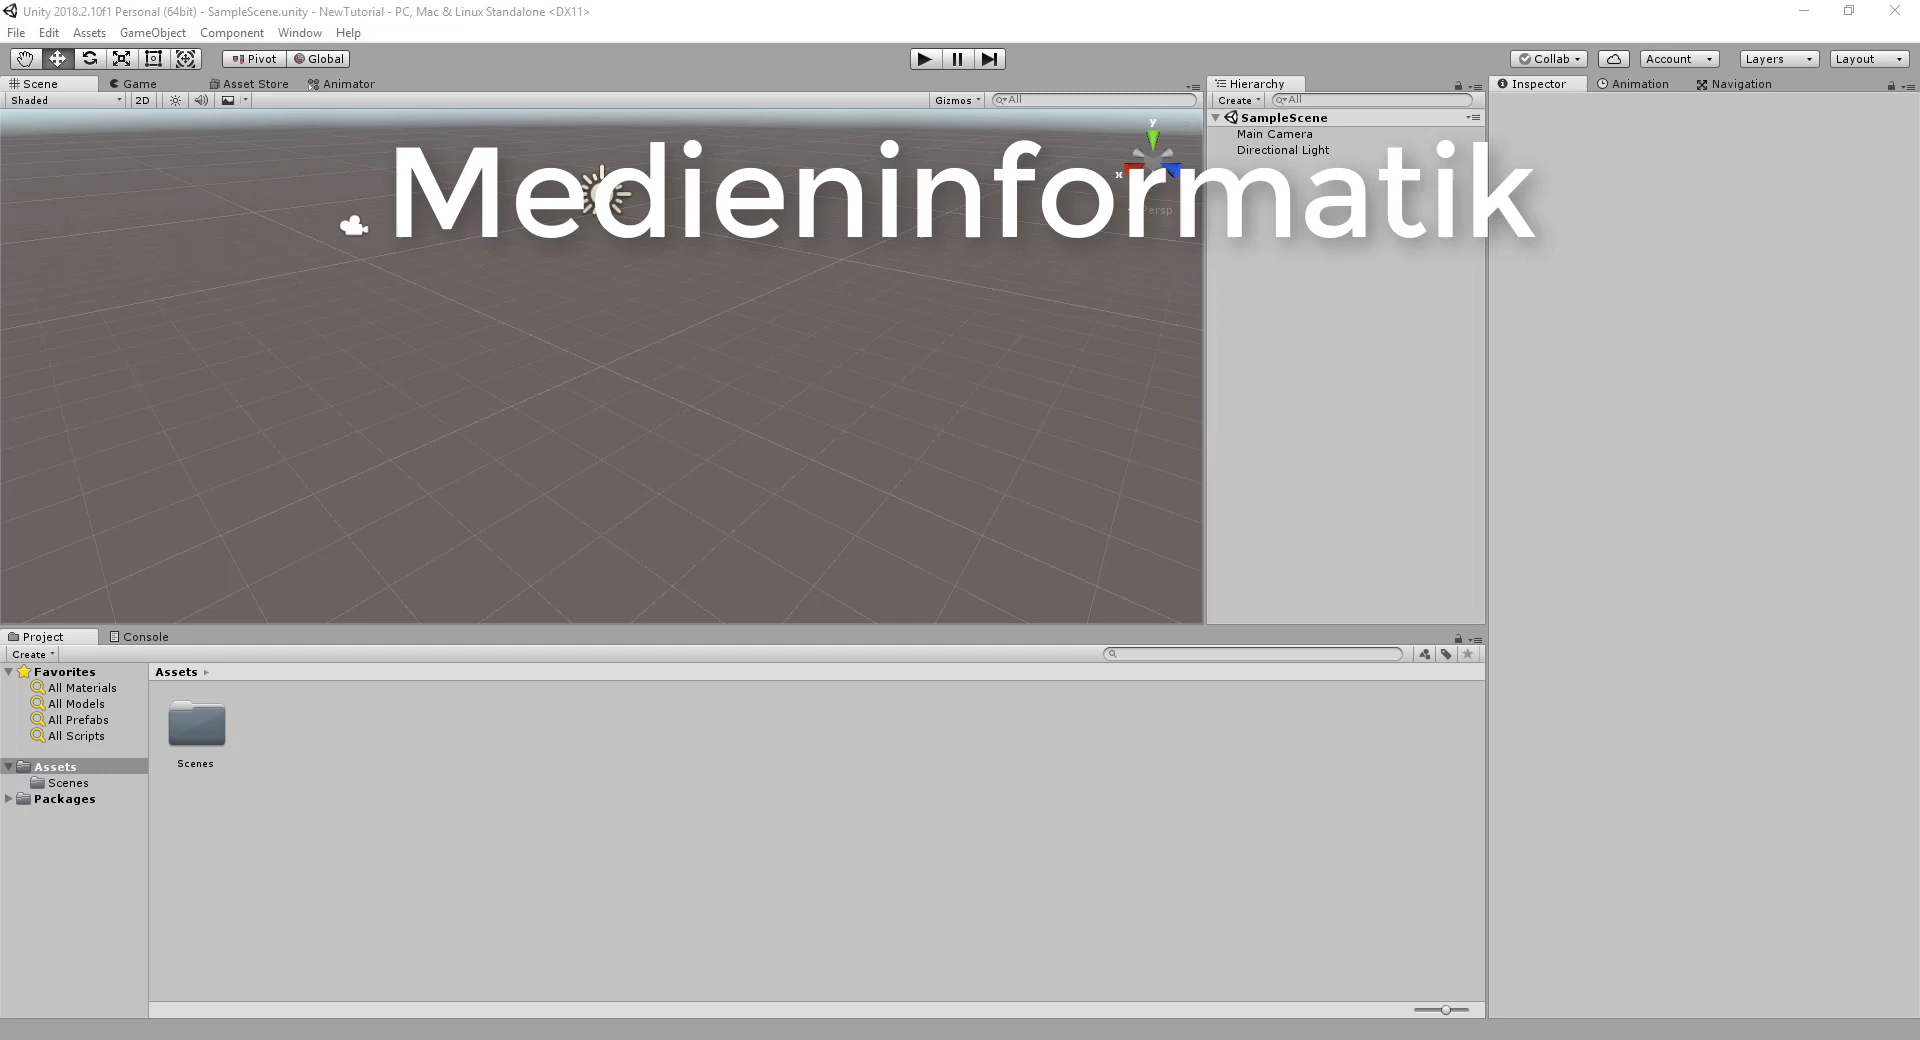 Unity 2018.2.10f1 Personal (64bit) - SampleScene.unity - NewTutorial - PC, Mac & Linux Standalone <DX11>
File Edit Assets GameObject Component Window Help
Pivot Global Collab Account Layers Layout
Scene Game Asset Store Animator
Shaded 2D Gizmos All
Hierarchy
Create All
SampleScene
Main Camera
Directional Light
Inspector Animation Navigation
y
x
Persp
Medieninformatik
Project Console
Create
Favorites
All Materials
All Models
All Prefabs
All Scripts
Assets
Scenes
Packages
Assets
Scenes